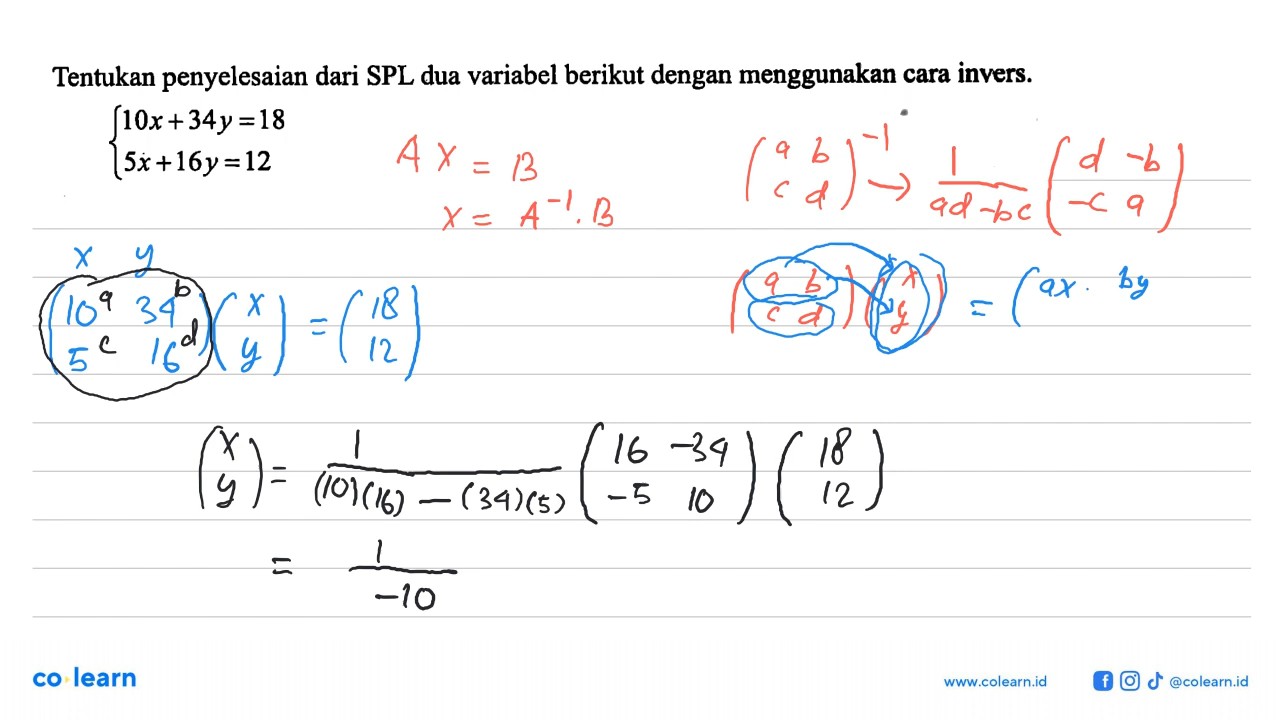 Tentukan penyelesaian dari SPL dua variabel berikut dengan menggunakan cara invers.
{10x+34y=18
5x+16y=12
A X = B
X = A⁻¹. B
(a b
c d)⁻¹ → 1/(ad-bc) (d -b
-c a)
x y
(10 a 34 b
5 c 16 d) (x
y) = (18
12)
(a b
c d) (x
y) = (ax . by
(x
y) = 1/((10)(16) - (34)(5)) (16 -34
-5 10) (18
12)
= 1/-10
co learn
www.colearn.id
@colearn.id